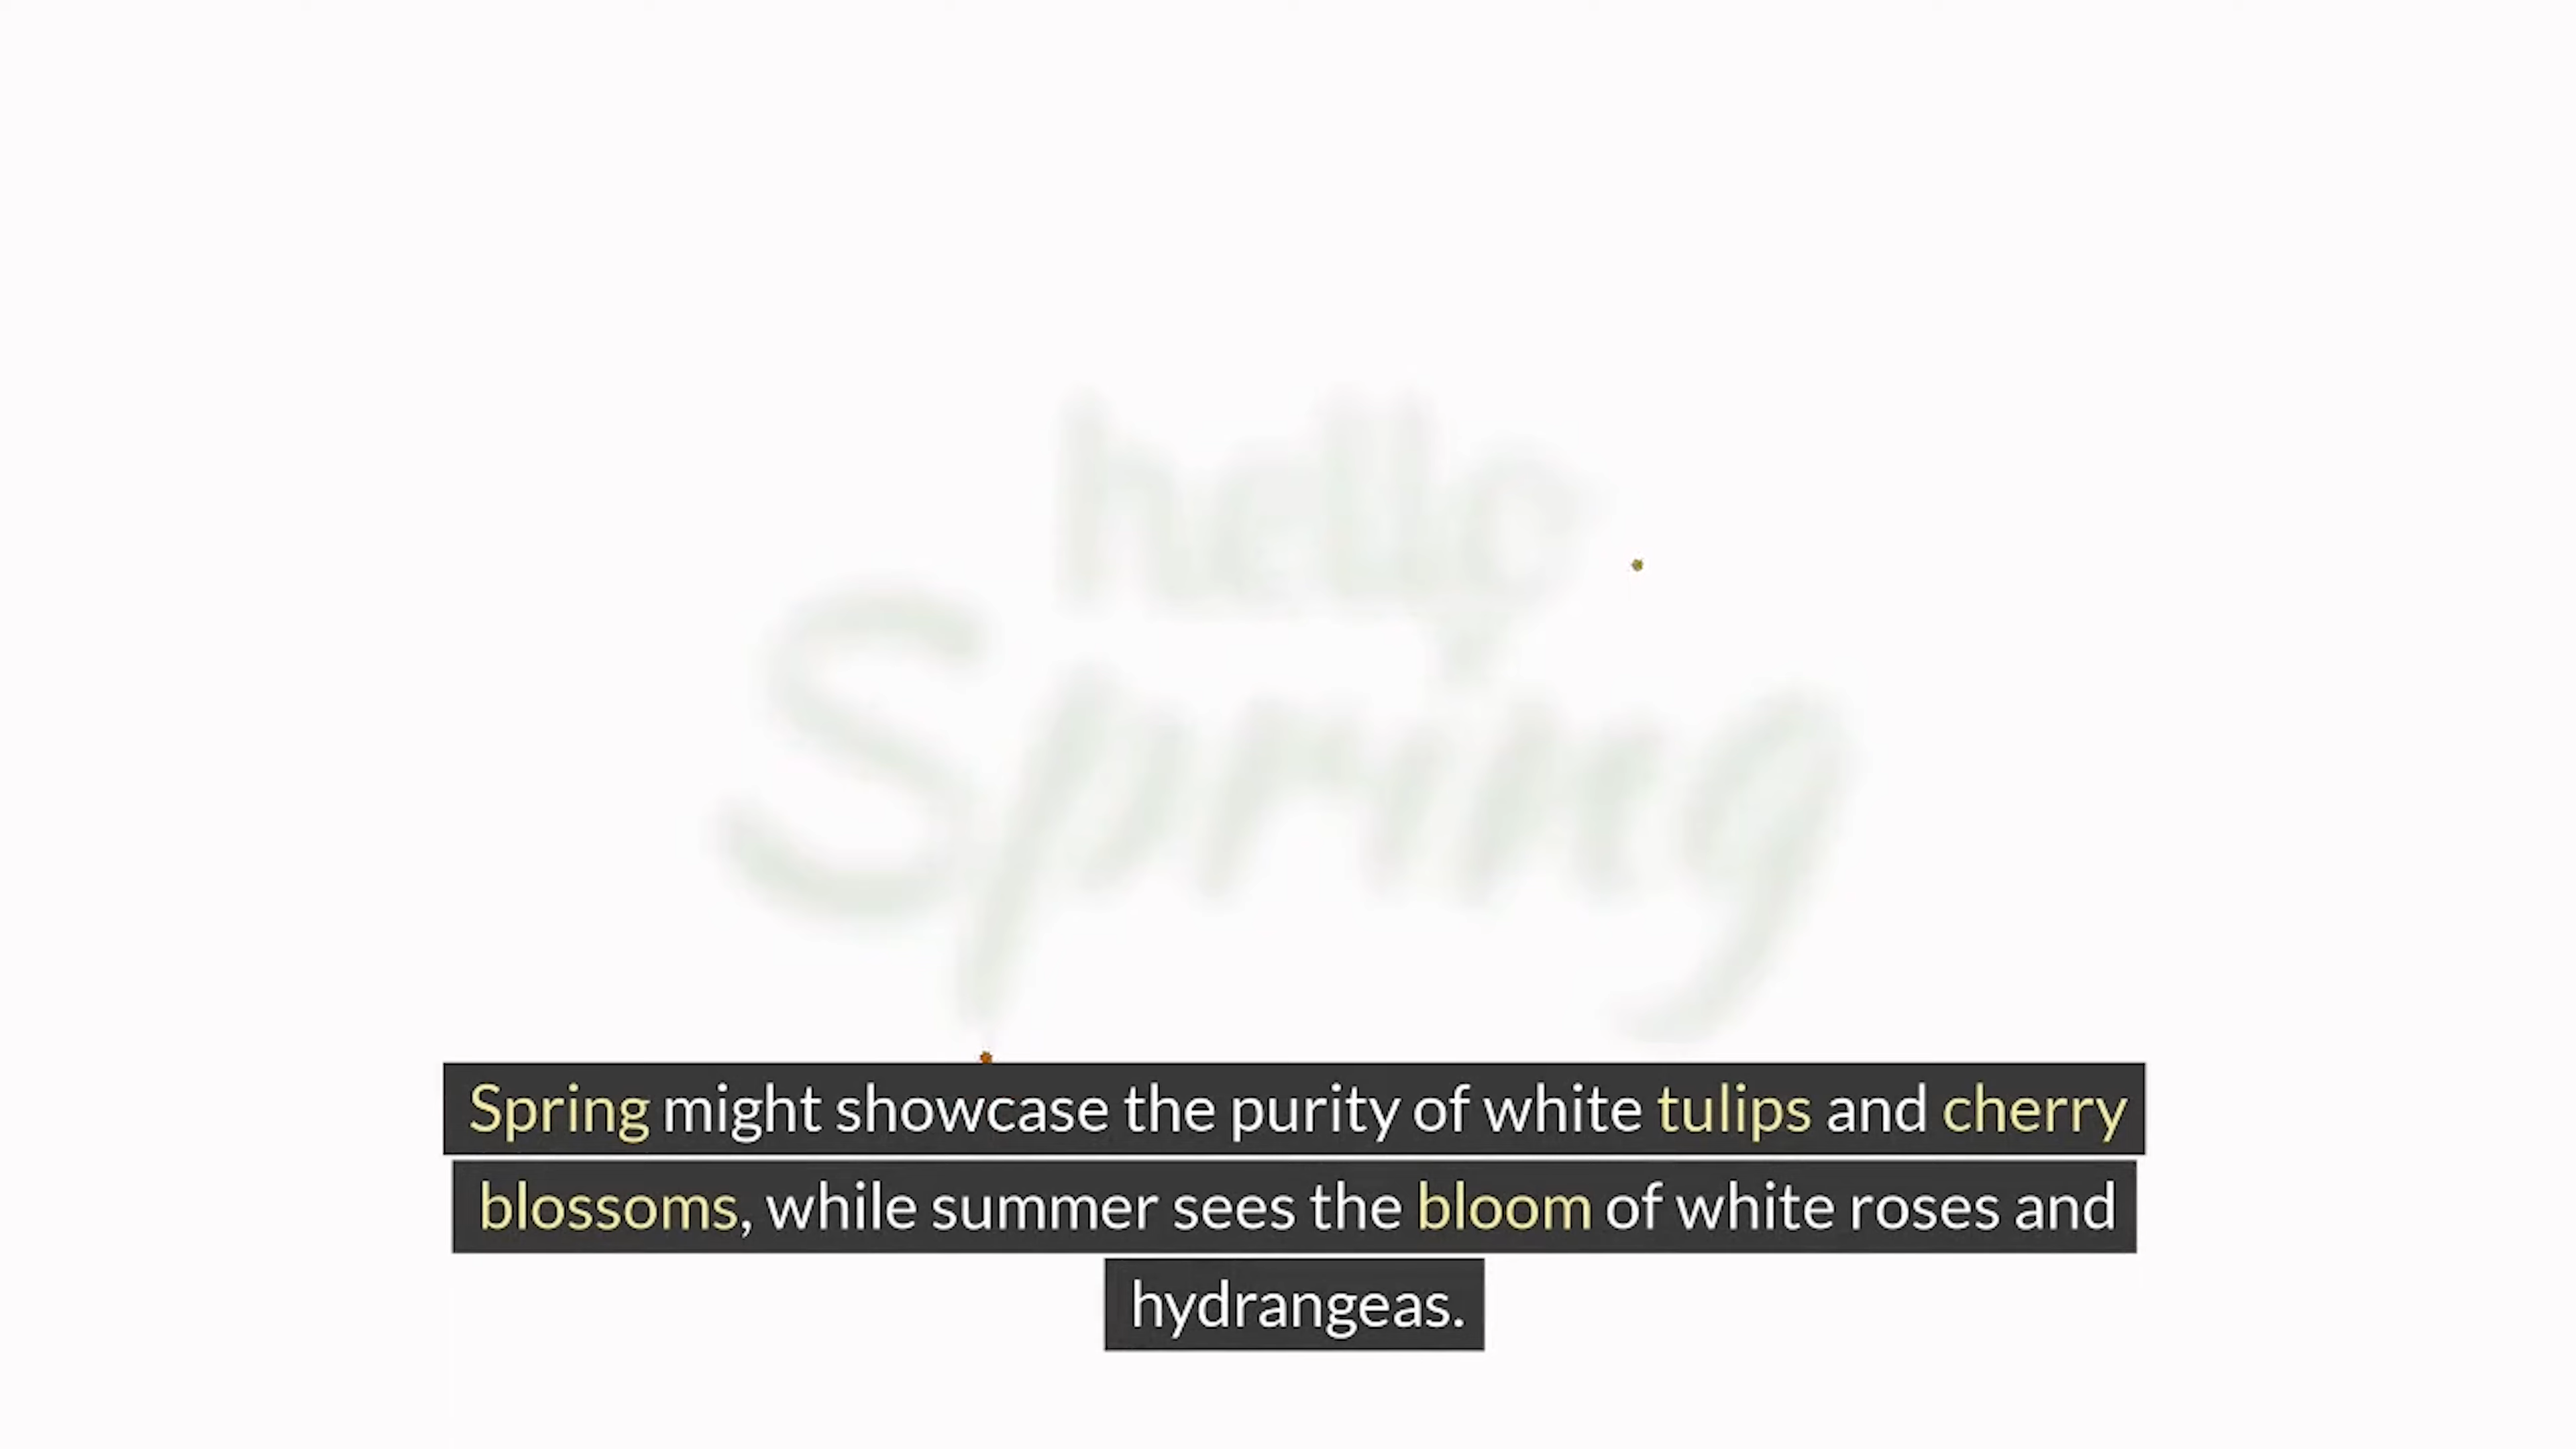 hello
Spring
Spring might showcase the purity of white tulips and cherry
blossoms, while summer sees the bloom of white roses and
hydrangeas.